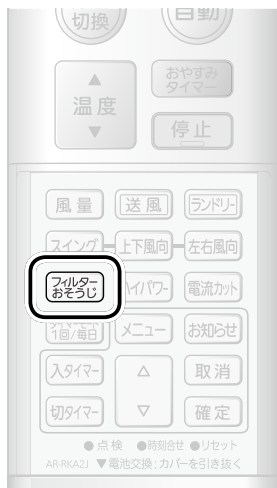 切換
自動
おやすみ
タイマー
温度
停止
風量 送風 ランドリー
スイング 上下風向 左右風向
フィルター
おそうじ
ハイパワー 電流カット
1回/毎日
メニュー お知らせ
入タイマー 取消
切タイマー 確定
●点検 ●時刻合せ ●リセット
AR-RKA2J ▼電池交換:カバーを引き抜く